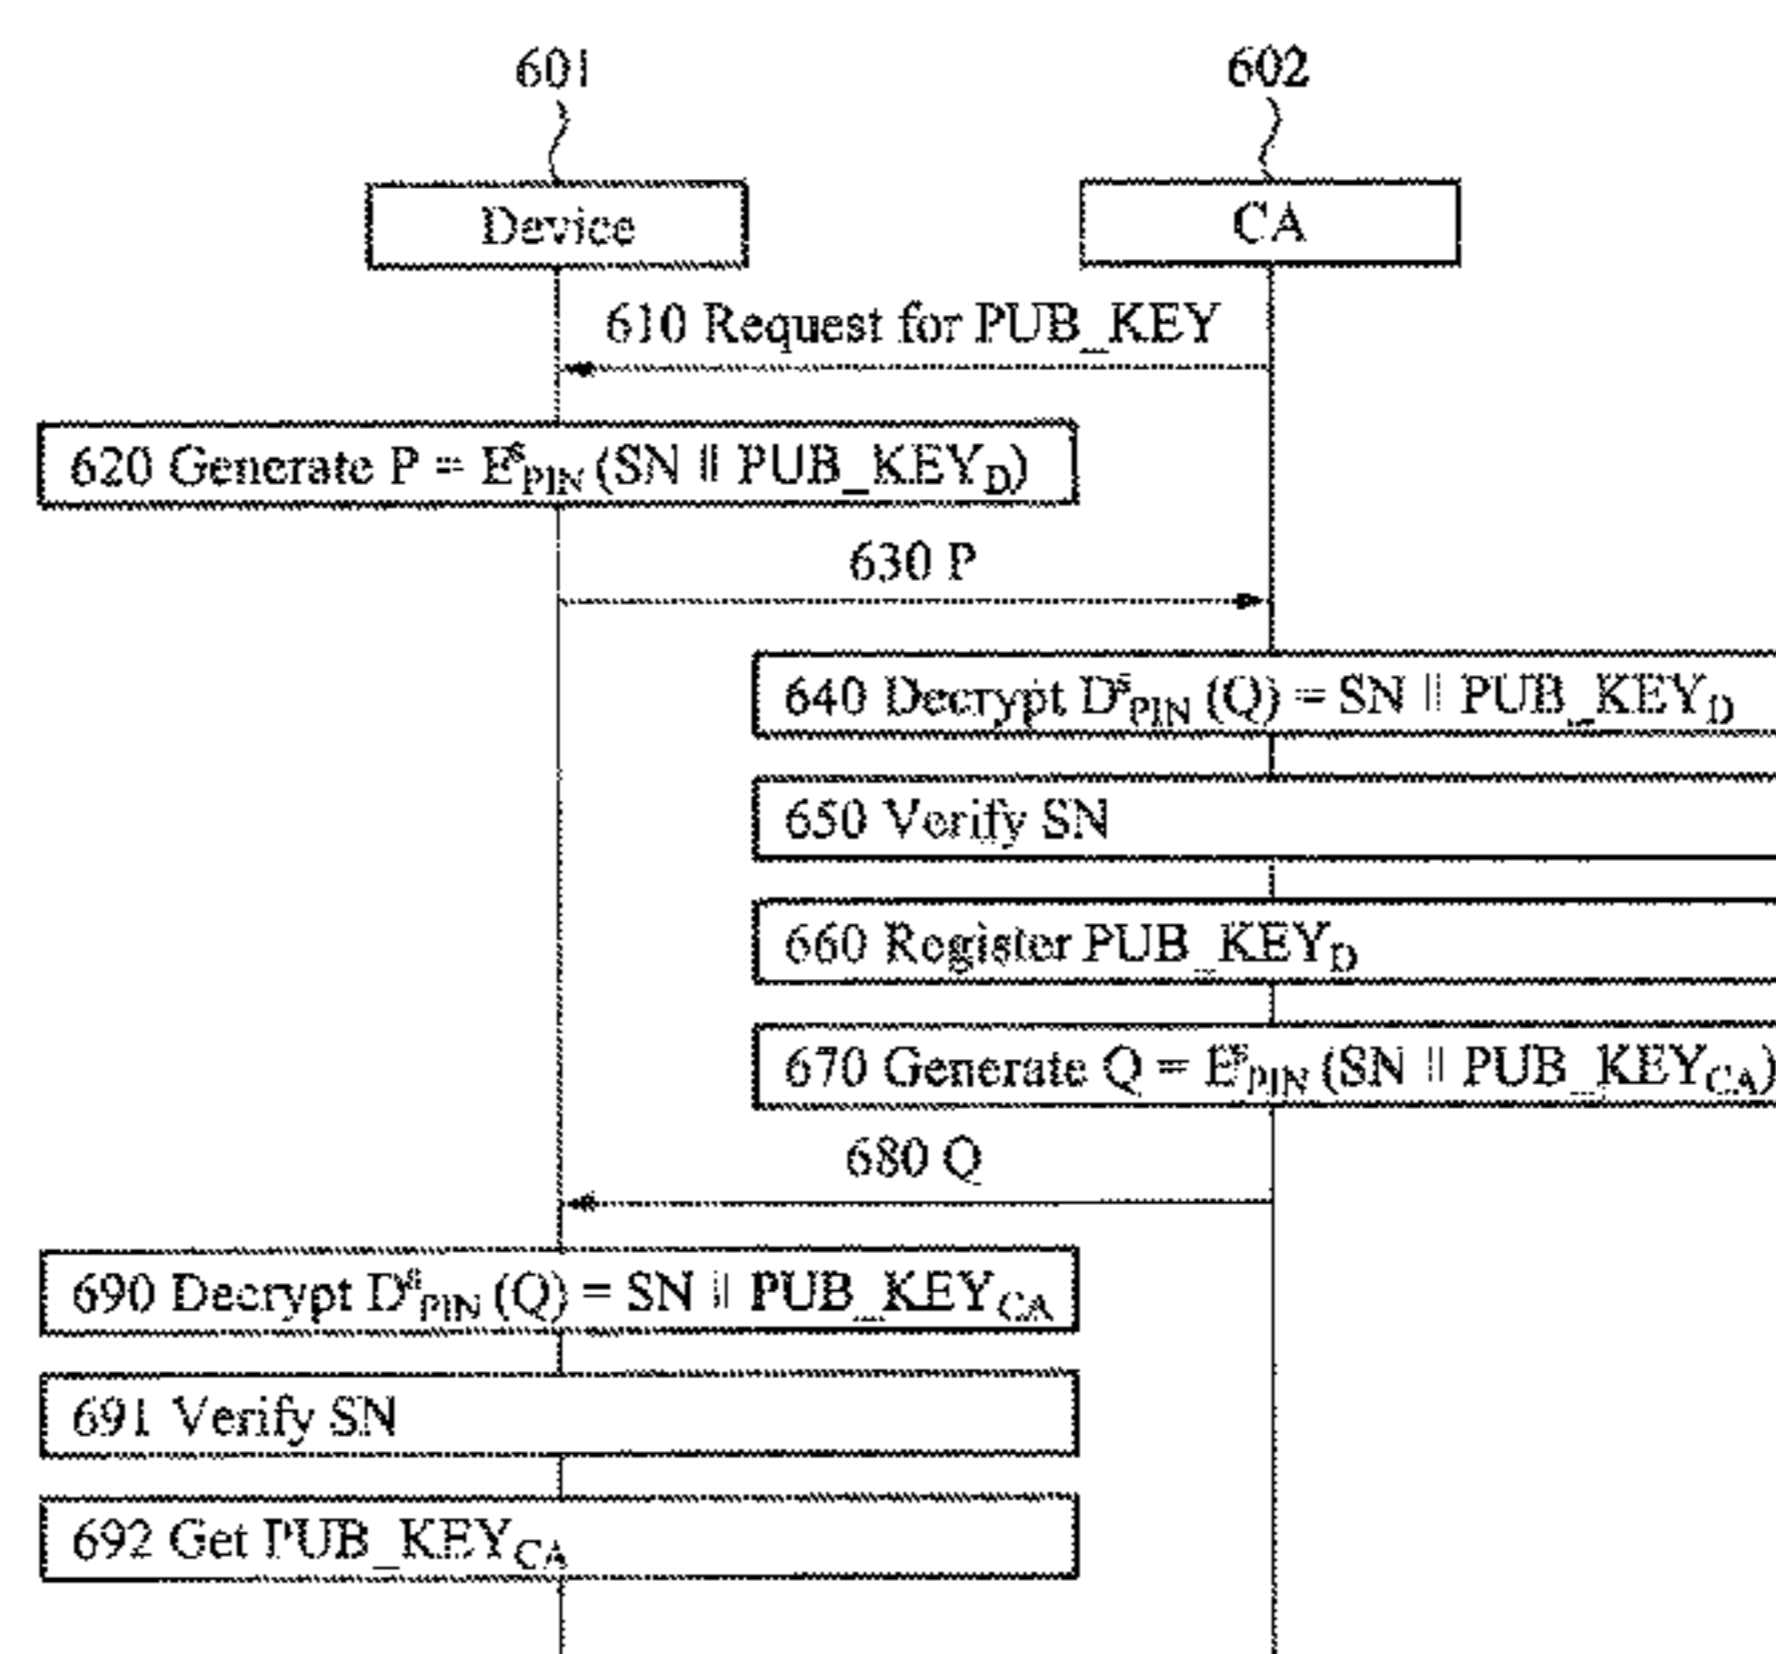 601
602
Device
CA
610 Request for PUB_KEY
620 Generate P = E^s_PIN (SN || PUB_KEY_D)
630 P
640 Decrypt D^s_PIN (Q) = SN || PUB_KEY_D
650 Verify SN
660 Register PUB_KEY_D
670 Generate Q = E^s_PIN (SN || PUB_KEY_CA)
680 Q
690 Decrypt D^s_PIN (Q) = SN || PUB_KEY_CA
691 Verify SN
692 Get PUB_KEY_CA